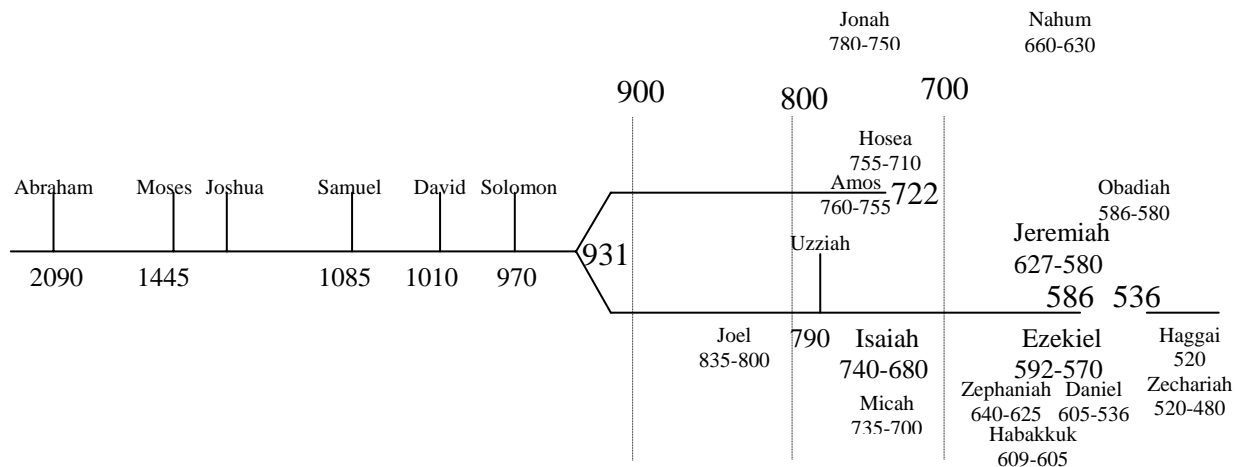 Jonah
780-750
Nahum
660-630
900
800
700
Hosea
755-710
Abraham
Moses
Joshua
Samuel
David
Solomon
Amos
760-755
722
Obadiah
586-580
931
Uzziah
Jeremiah
627-580
2090
1445
1085
1010
970
586
536
Joel
835-800
790
Isaiah
740-680
Ezekiel
592-570
Haggai
520
Micah
735-700
Zephaniah
640-625
Daniel
605-536
Zechariah
520-480
Habakkuk
609-605